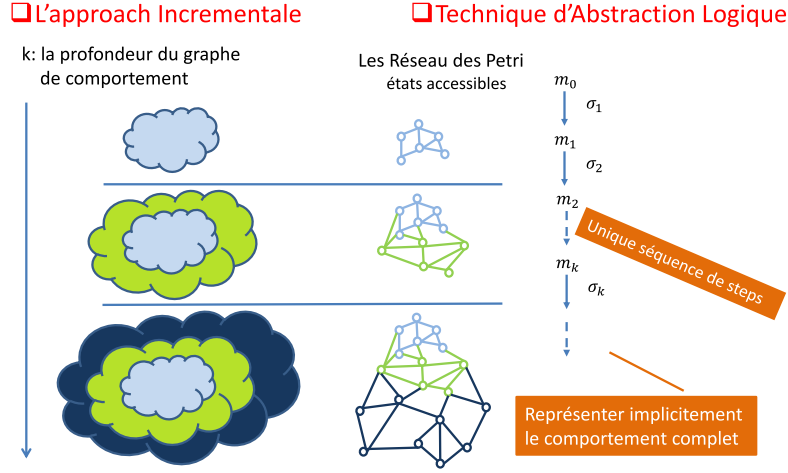 ❑L'approach Incrementale
❑Technique d'Abstraction Logique
k: la profondeur du graphe
de comportement
Les Réseau des Petri
états accessibles
m₀
σ₁
m₁
σ₂
m₂
Unique séquence de steps
mₖ
σₖ
Représenter implicitement
le comportement complet